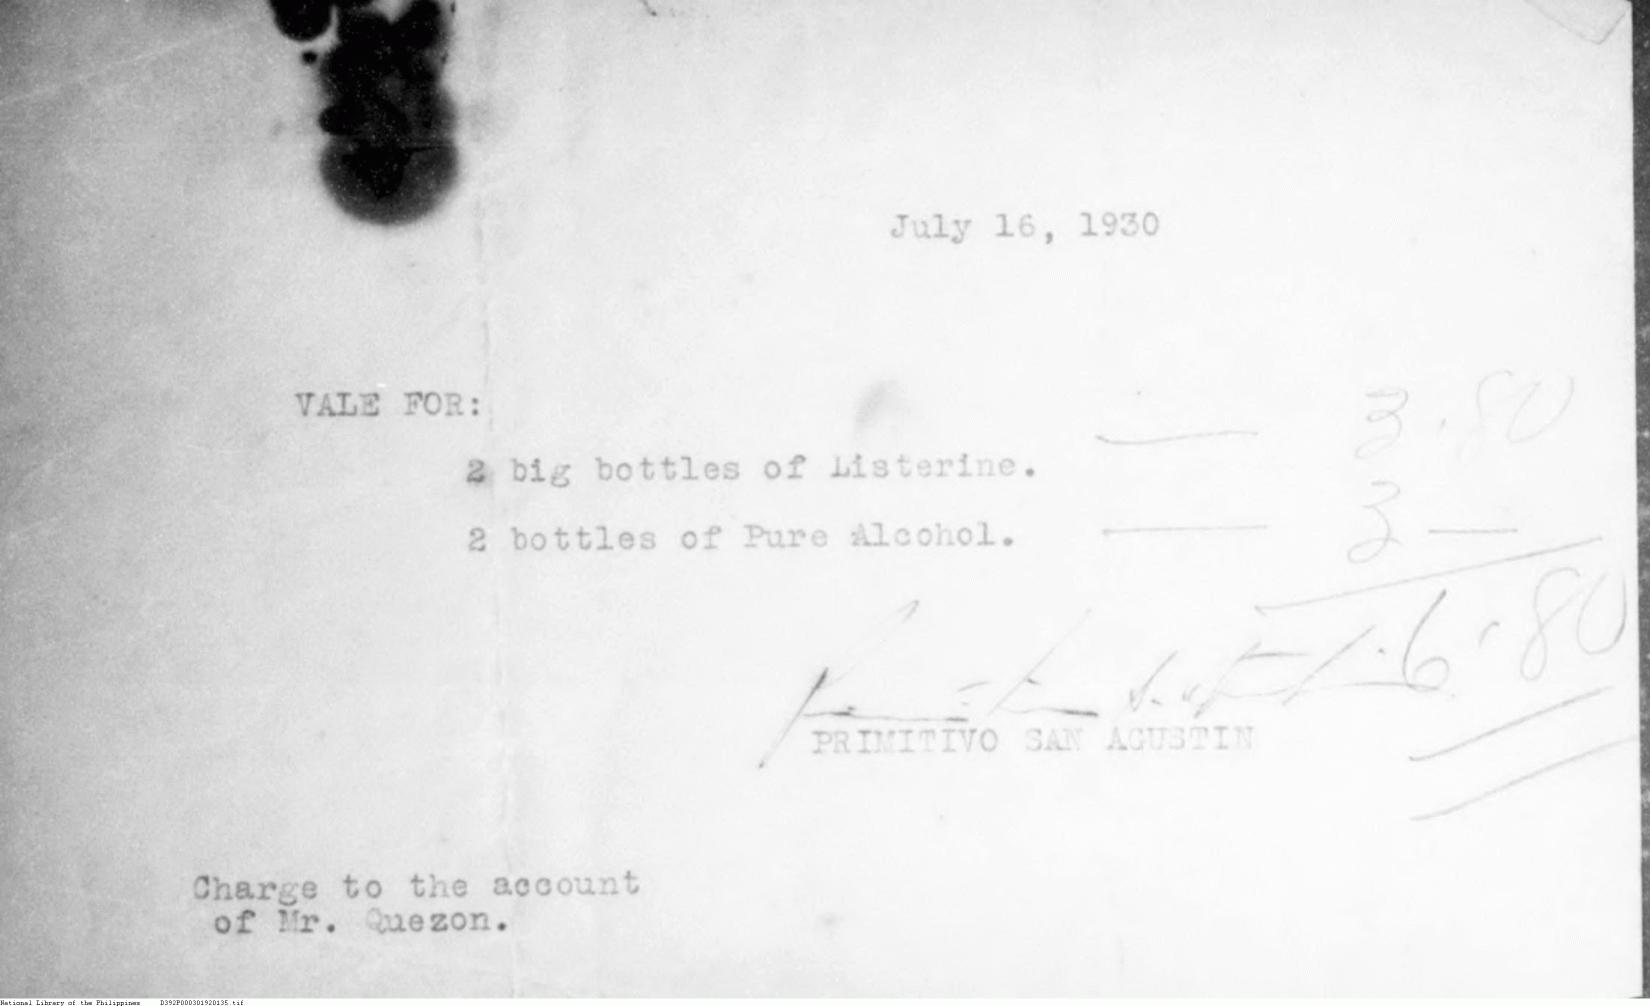 July 16, 1930
VALE FOR:
2 big bottles of Listerine. — 3.80
2 bottles of Pure Alcohol. — 3 —
6.80
PRIMITIVO SAN AGUSTIN
Charge to the account
of Mr. Quezon.
National Library of the Philippines D392P000301920135.tif